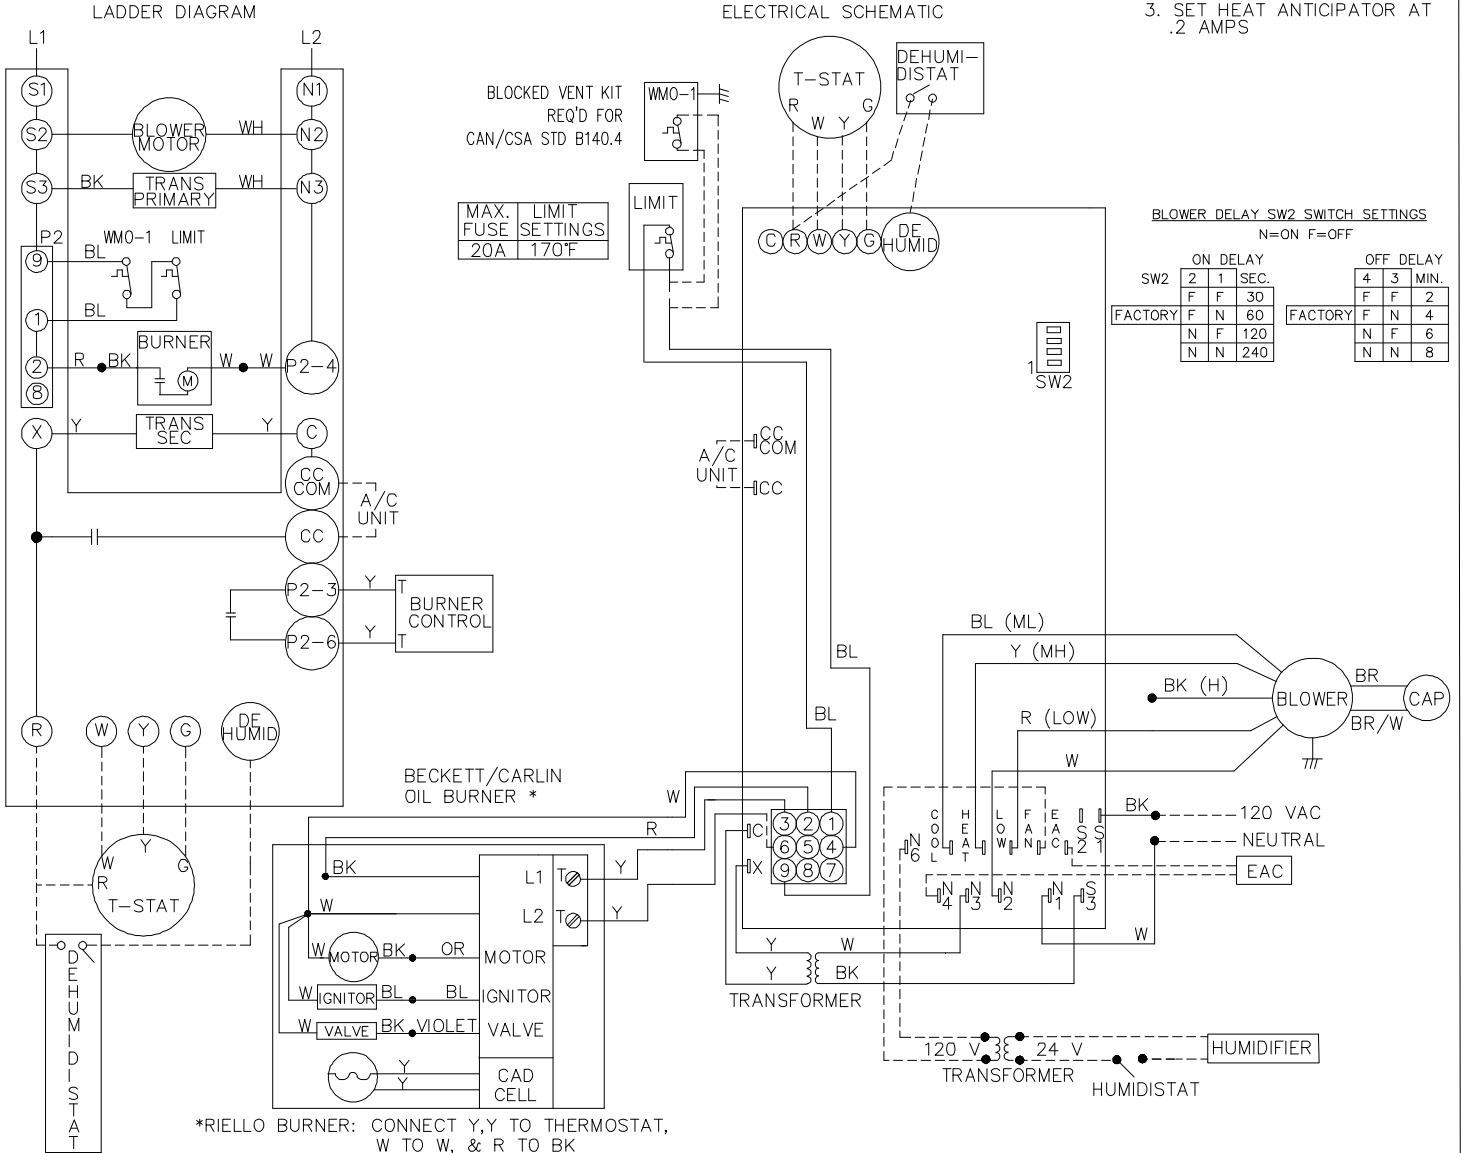 LADDER DIAGRAM
L1
L2
S1
N1
S2
BLOWER
MOTOR
WH
N2
S3
BK
TRANS
PRIMARY
WH
N3
P2
WMO-1
LIMIT
9
BL
1
BL
BURNER
2
R
BK
M
W
W
P2-4
8
X
Y
TRANS
SEC
Y
C
CC
COM
A/C
UNIT
CC
P2-3
Y
T
BURNER
CONTROL
P2-6
Y
T
R
W
Y
G
DE
HUMID
W
Y
G
R
T-STAT
DEHUMIDISTAT
ELECTRICAL SCHEMATIC
3. SET HEAT ANTICIPATOR AT
.2 AMPS
BLOCKED VENT KIT
REQ'D FOR
CAN/CSA STD B140.4
WMO-1
T-STAT
R
W
Y
G
DEHUMI-
DISTAT
LIMIT
MAX. FUSE
LIMIT SETTINGS
20A
170°F
C
R
W
Y
G
DE
HUMID
BLOWER DELAY SW2 SWITCH SETTINGS
N=ON F=OFF
ON DELAY
OFF DELAY
SW2 2 1 SEC.
4 3 MIN.
F F 30
F F 2
FACTORY F N 60
FACTORY F N 4
N F 120
N F 6
N N 240
N N 8
1
SW2
CC
COM
A/C
UNIT
CC
BL
BL
BL (ML)
Y (MH)
BK (H)
R (LOW)
W
BLOWER
BR
BR/W
CAP
BECKETT/CARLIN
OIL BURNER *
W
R
C
X
3 2 1
6 5 4
9 8 7
N6
COOL
HEAT
LOW
FAN
EAC
S2
S1
N4
N3
N2
N1
S3
BK
120 VAC
NEUTRAL
EAC
W
BK
L1
T
Y
W
L2
T
Y
W
MOTOR
BK
OR
MOTOR
W
IGNITOR
BL
BL
IGNITOR
W
VALVE
BK
VIOLET
VALVE
Y
Y
CAD
CELL
Y
W
Y
BK
TRANSFORMER
120 V
24 V
TRANSFORMER
HUMIDISTAT
HUMIDIFIER
*RIELLO BURNER: CONNECT Y,Y TO THERMOSTAT,
W TO W, & R TO BK